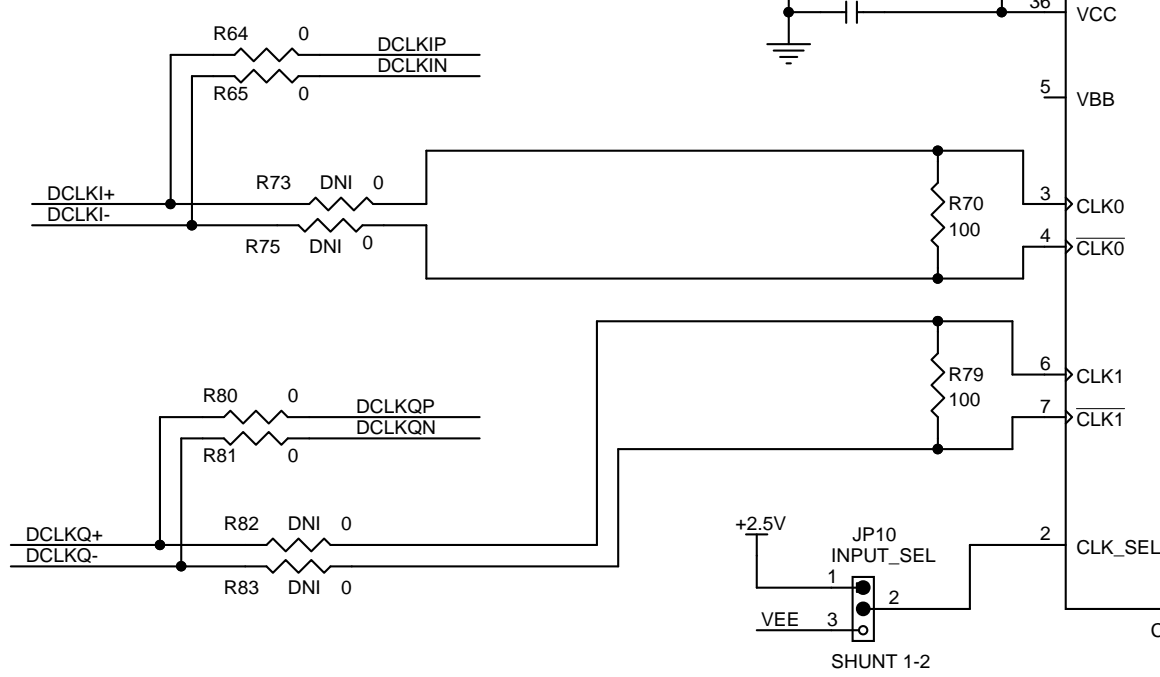 36 VCC
R64 0 DCLKIP
DCLKIN
R65 0
5 VBB
R73 DNI 0
DCLKI+
DCLKI-
R75 DNI 0
R70
100
3 CLK0
4 CLK0
R79
100
6 CLK1
7 CLK1
R80 0 DCLKQP
DCLKQN
R81 0
R82 DNI 0
DCLKQ+
DCLKQ-
R83 DNI 0
+2.5V
JP10
INPUT_SEL
1
2
VEE 3
SHUNT 1-2
2 CLK_SEL